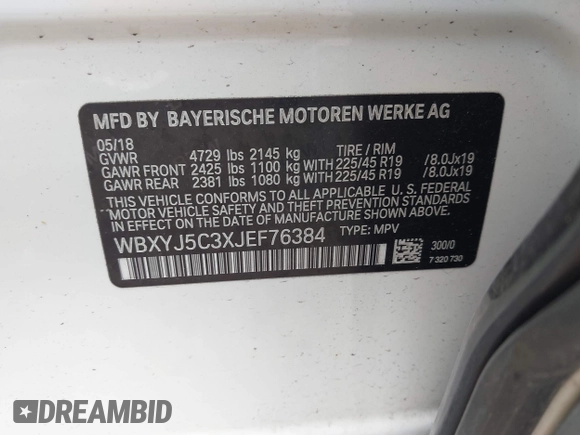 MFD BY BAYERISCHE MOTOREN WERKE AG
05/18
GVWR 4729 lbs 2145 kg TIRE / RIM
GAWR FRONT 2425 lbs 1100 kg WITH 225/45 R19 /8.0Jx19
GAWR REAR 2381 lbs 1080 kg WITH 225/45 R19 /8.0Jx19
THIS VEHICLE CONFORMS TO ALL APPLICABLE U. S. FEDERAL
MOTOR VEHICLE SAFETY, BUMPER AND THEFT PREVENTION
STANDARDS IN EFFECT ON THE DATE OF MANUFACTURE SHOWN ABOVE.
WBXYJ5C3XJEF76384 TYPE: MPV
300/0
7 320 730
DREAMBID